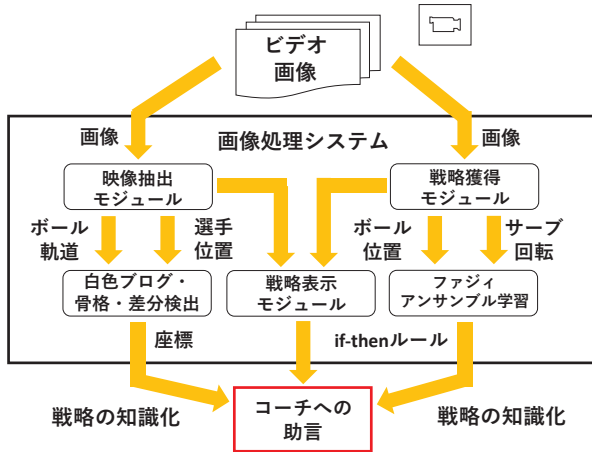 ビデオ
画像
画像
画像処理システム
画像
映像抽出
モジュール
戦略獲得
モジュール
ボール
軌道
選手
位置
ボール
位置
サーブ
回転
白色ブログ・
骨格・差分検出
戦略表示
モジュール
ファジィ
アンサンブル学習
座標
if-thenルール
戦略の知識化
コーチへの
助言
戦略の知識化